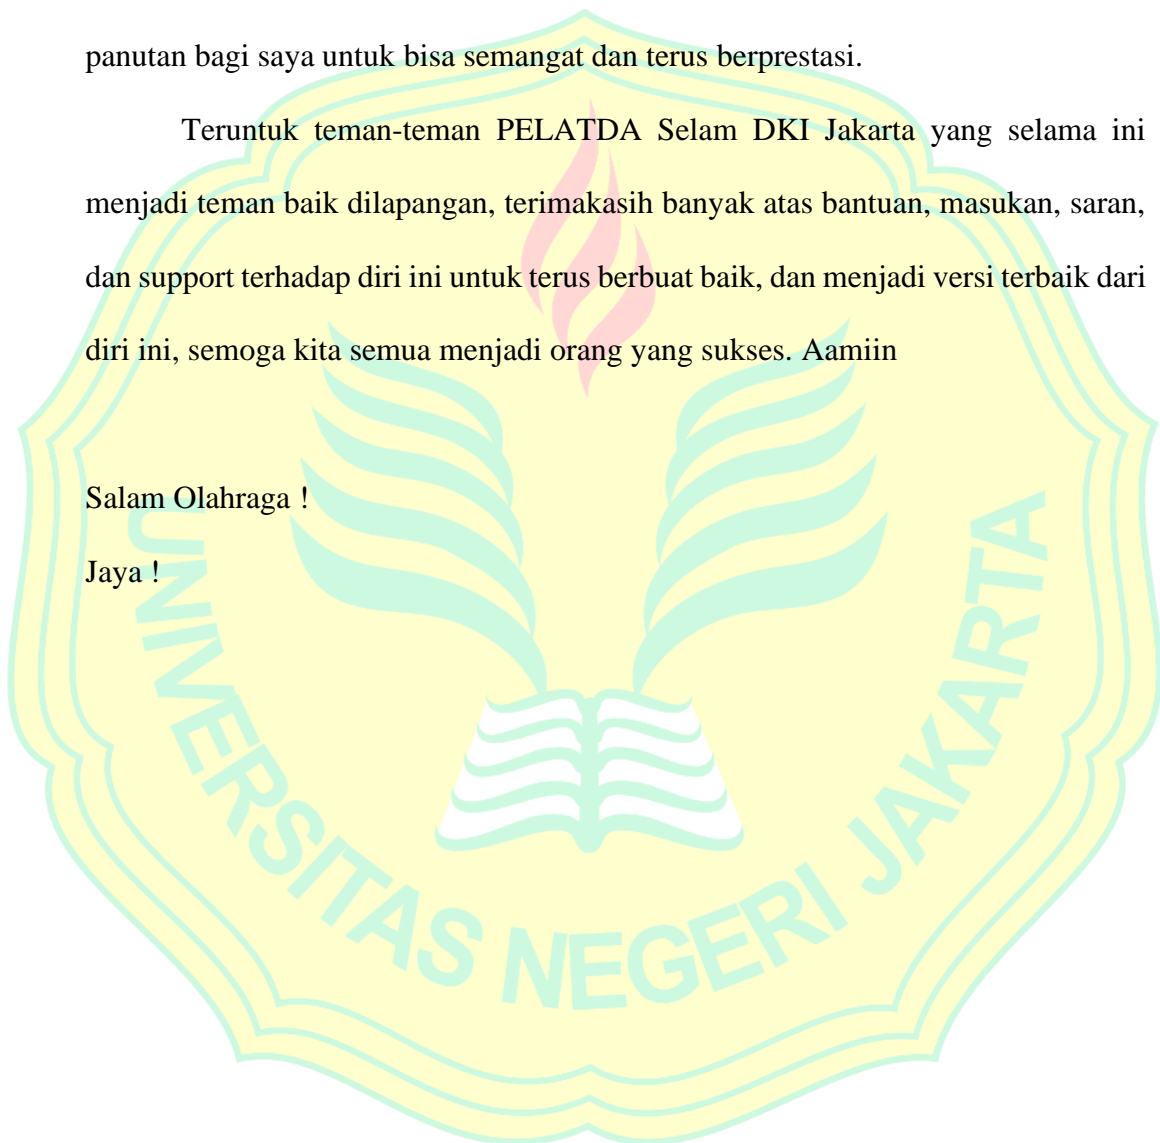 panutan bagi saya untuk bisa semangat dan terus berprestasi.
Teruntuk teman-teman PELATDA Selam DKI Jakarta yang selama ini
menjadi teman baik dilapangan, terimakasih banyak atas bantuan, masukan, saran,
dan support terhadap diri ini untuk terus berbuat baik, dan menjadi versi terbaik dari
diri ini, semoga kita semua menjadi orang yang sukses. Aamiin
Salam Olahraga !
Jaya !
UNIVERSITAS NEGERI JAKARTA